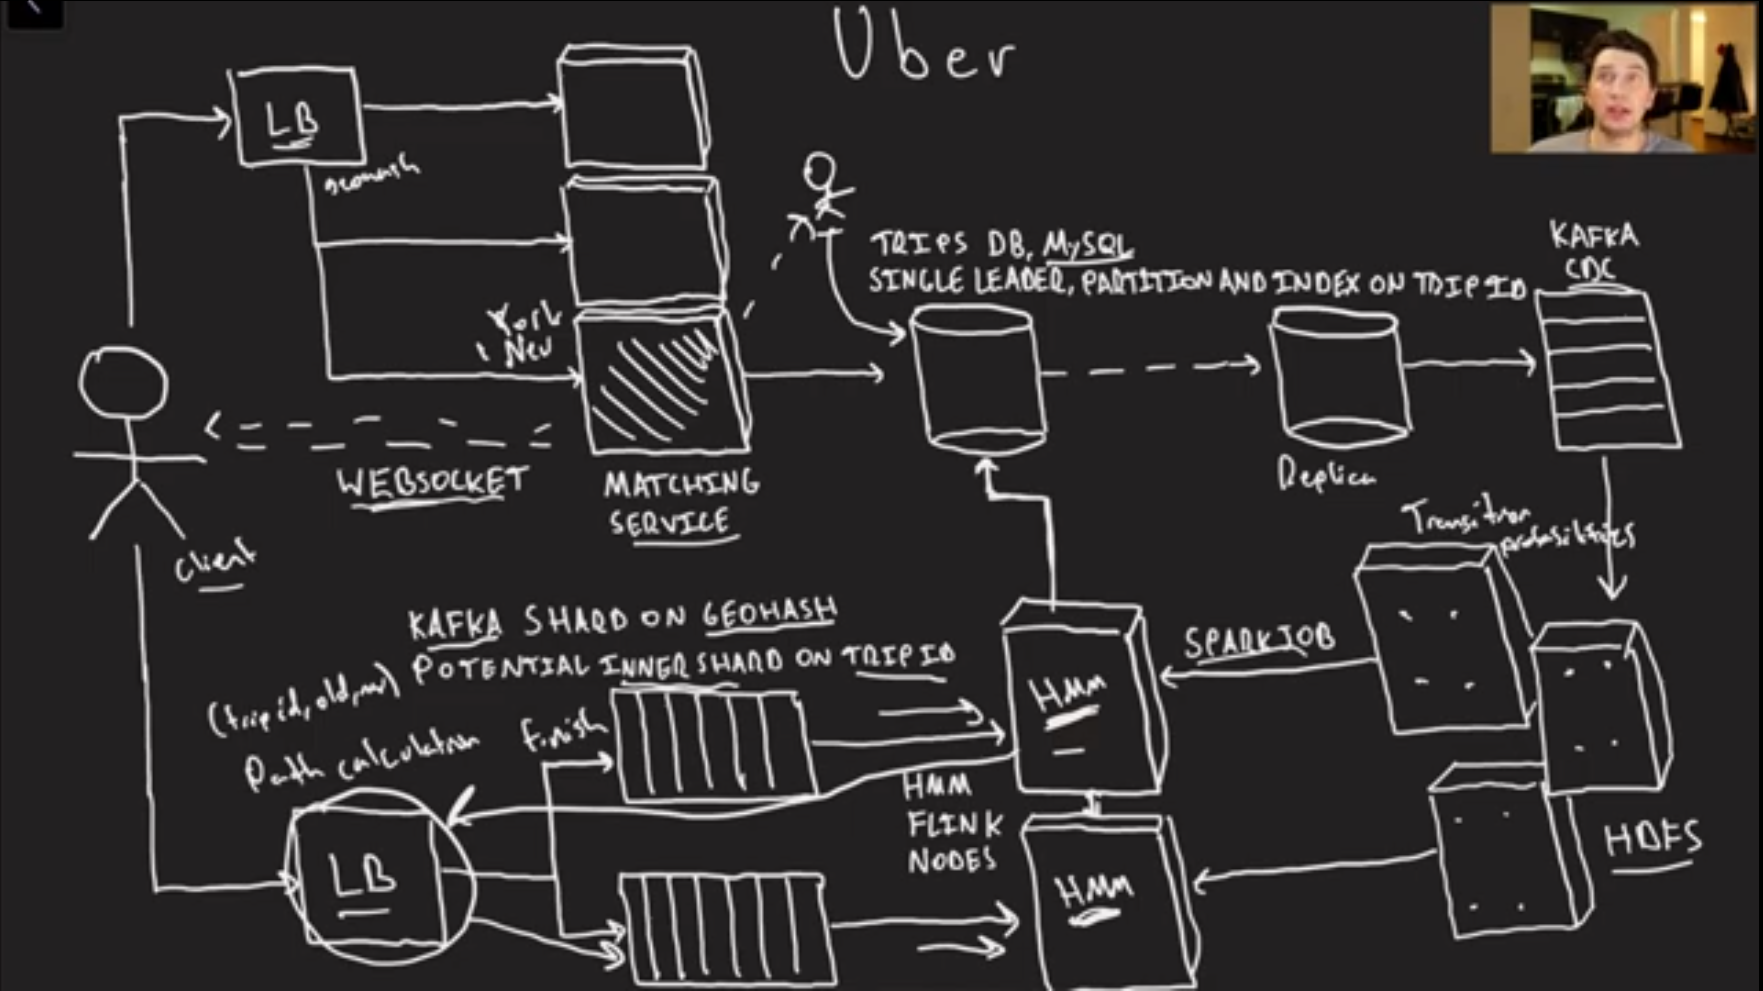 Uber
LB
geohash
York
New
WEBSOCKET
MATCHING
SERVICE
client
TRIPS DB, MySQL
SINGLE LEADER, PARTITION AND INDEX ON TRIP ID
Replica
KAFKA
CDC
Transition
probabilities
KAFKA SHARD ON GEOHASH
POTENTIAL INNER SHARD ON TRIP ID
(trip id, old, new)
Path calculation
finish
LB
HMM
SPARK JOB
HMM
FLINK
NODES
HMM
HDFS